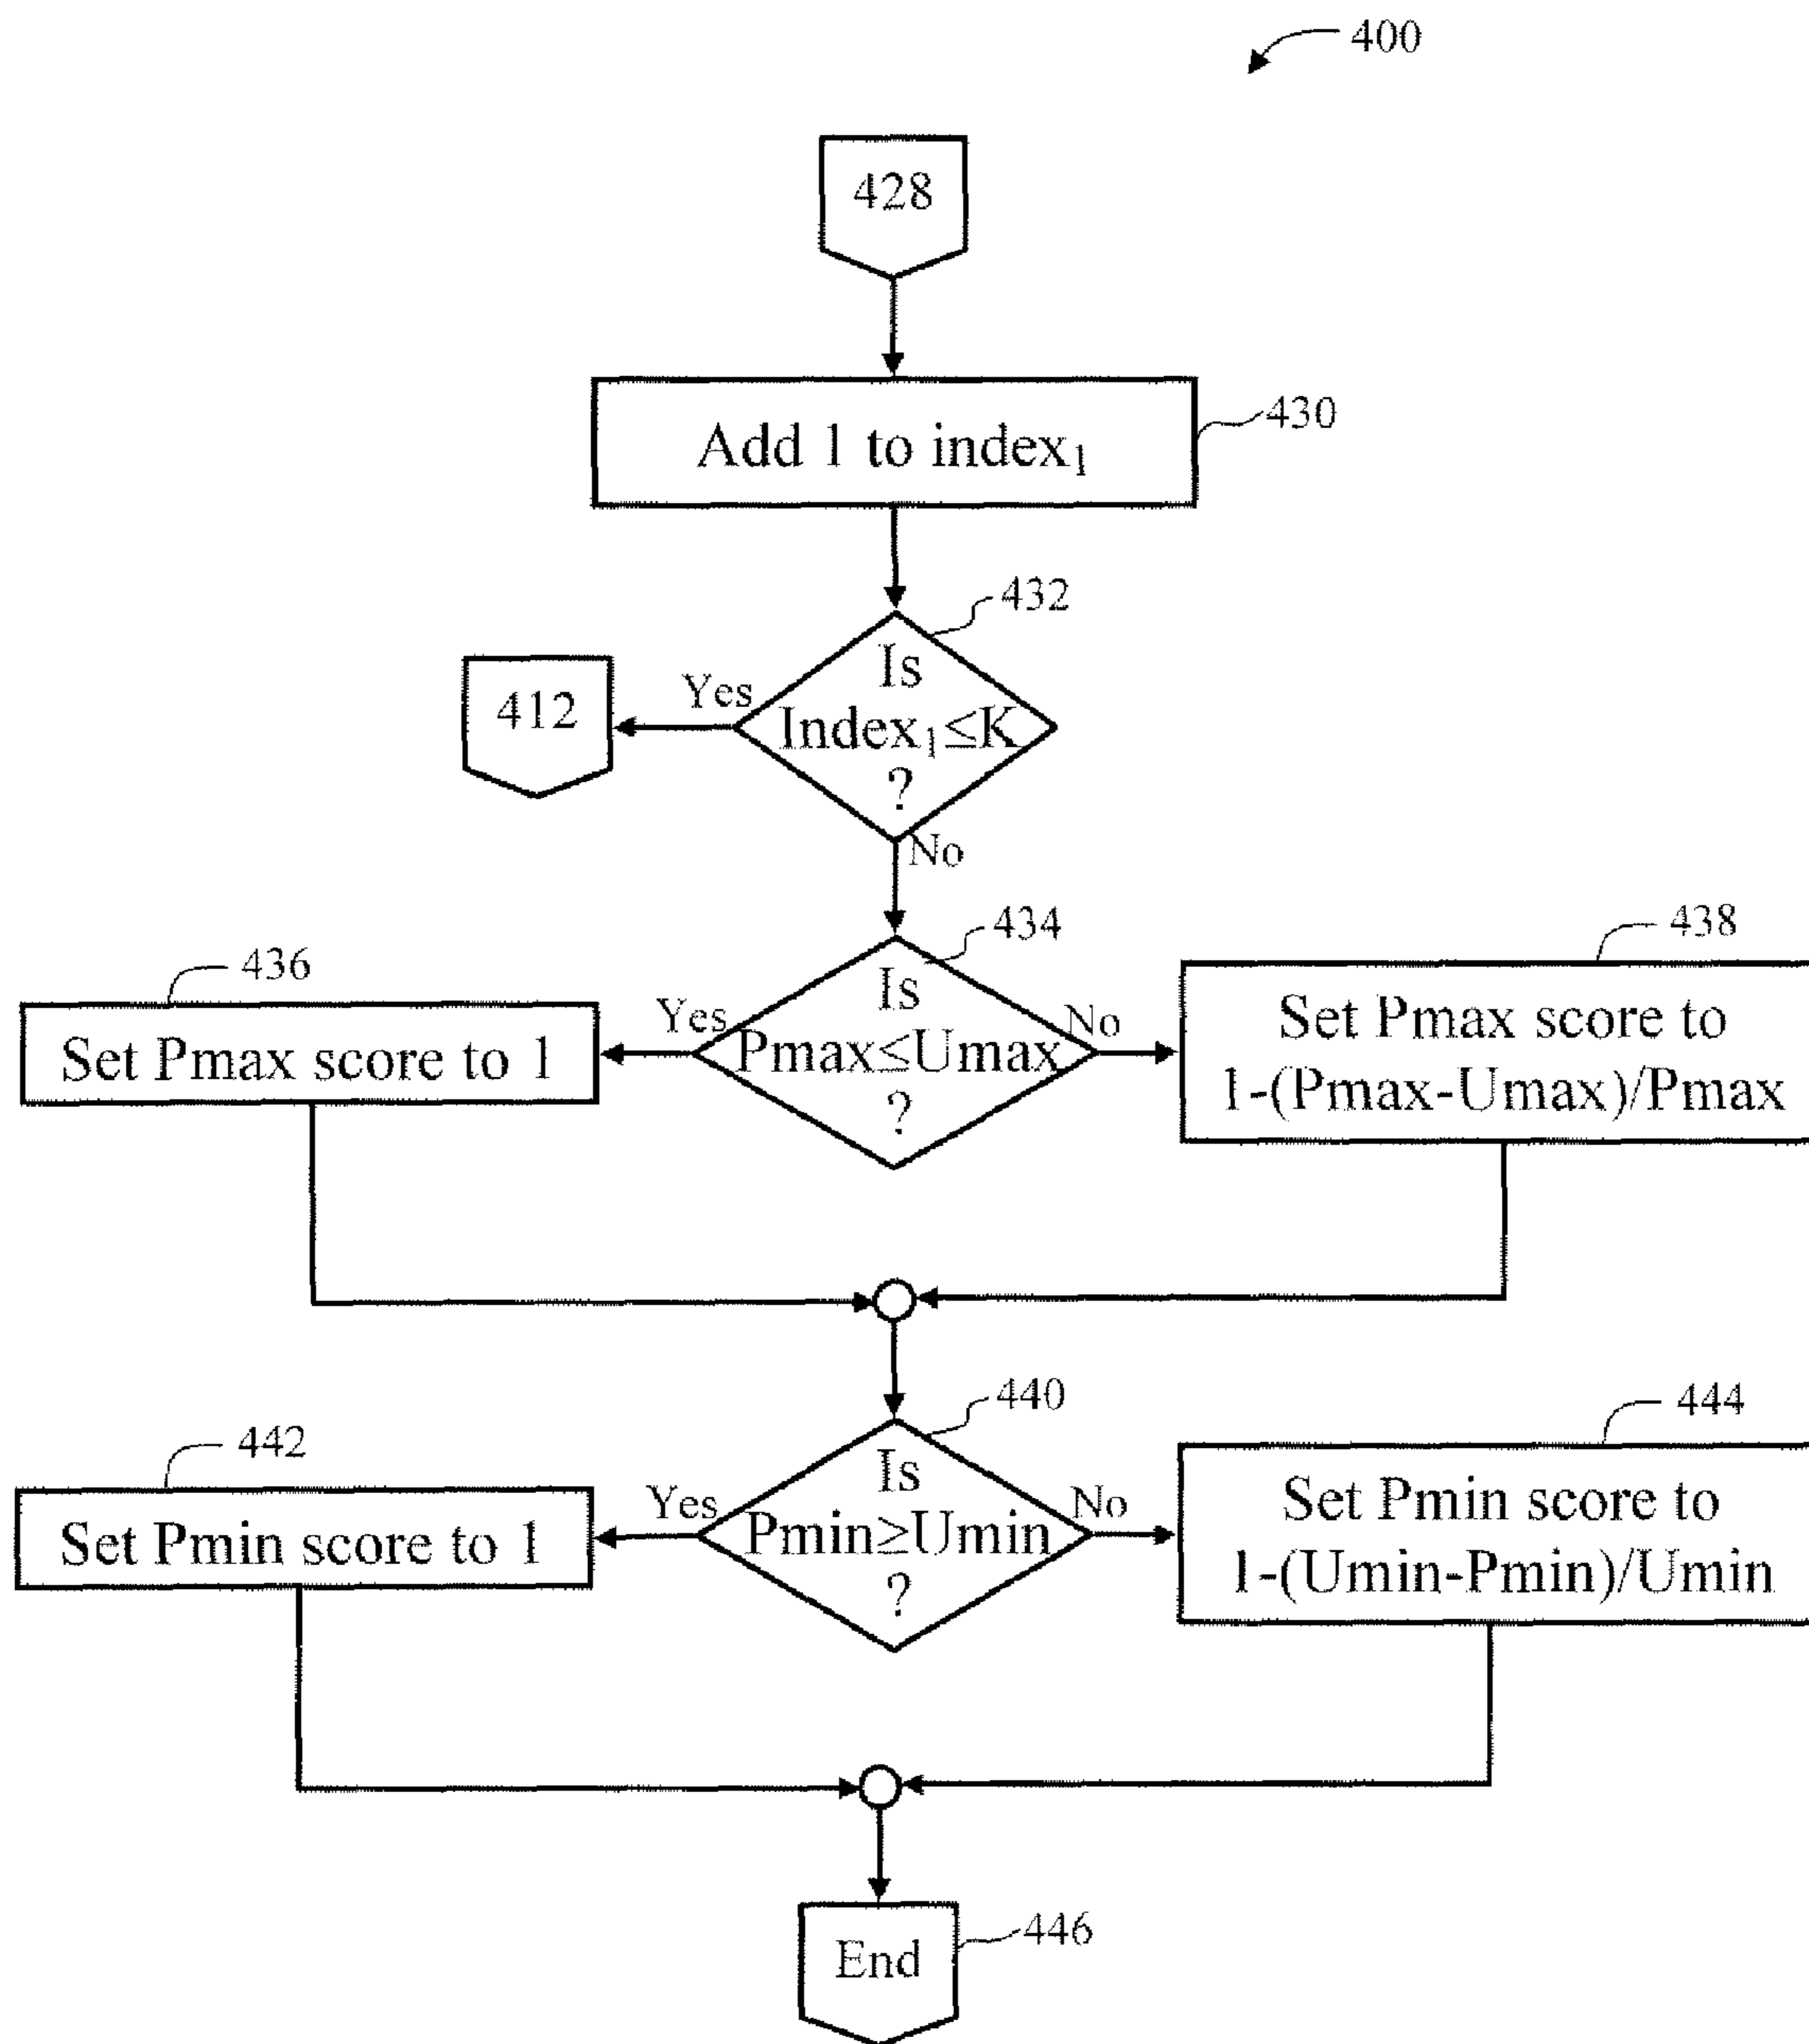 400
428
Add 1 to index₁
430
432
Is
Index₁≤K
?
Yes
412
No
434
Is
Pmax≤Umax
?
Yes
No
436
Set Pmax score to 1
438
Set Pmax score to
1-(Pmax-Umax)/Pmax
440
Is
Pmin≥Umin
?
Yes
No
442
Set Pmin score to 1
444
Set Pmin score to
1-(Umin-Pmin)/Umin
End
446